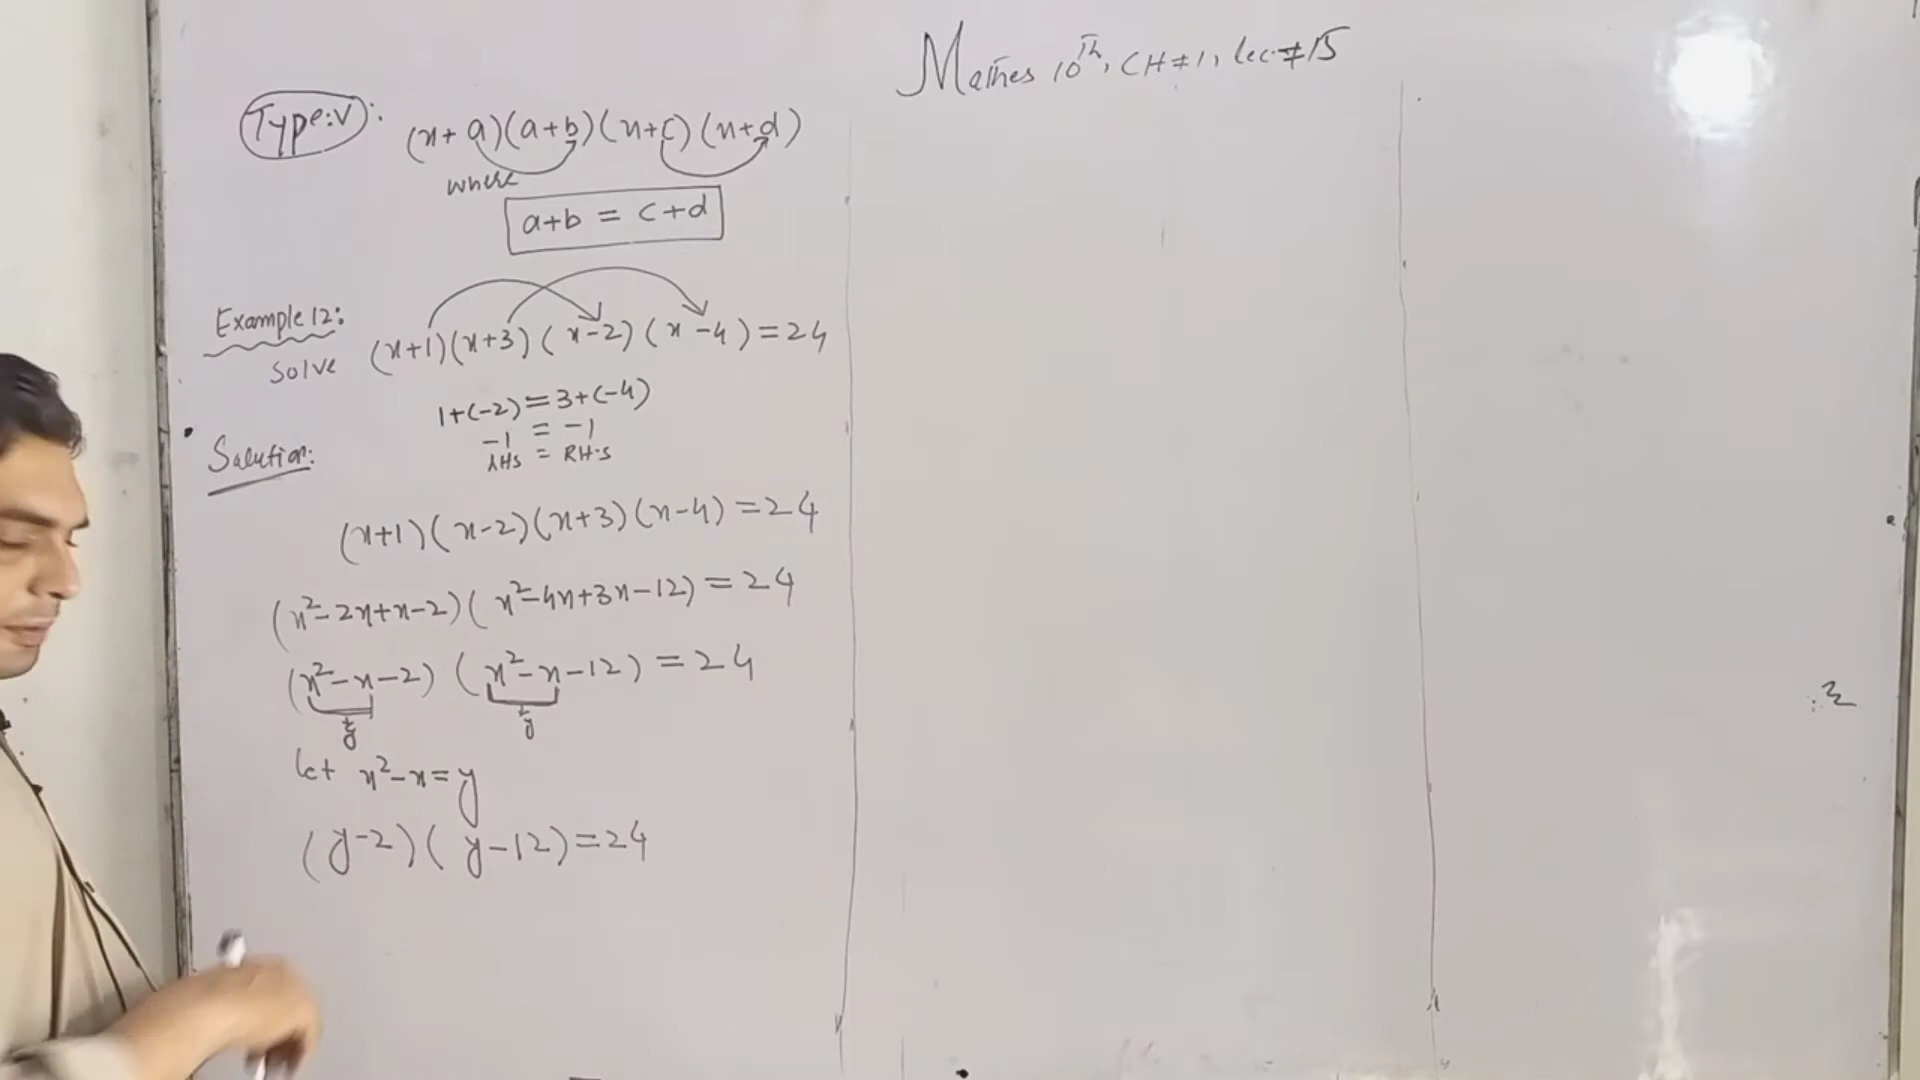 Mathes 10th, CH#1, lec#15
Type:V: (x+a)(a+b)(x+c)(x+d)
where
a+b = c+d
Example 12: (x+1)(x+3)(x-2)(x-4)=24
Solve
1+(-2)=3+(-4)
-1 = -1
LHS = RH.S
Solution:
(x+1)(x-2)(x+3)(x-4)=24
(x²-2x+x-2)(x²-4x+3x-12)=24
(x²-x-2)(x²-x-12)=24
y y
let x²-x=y
(y-2)(y-12)=24